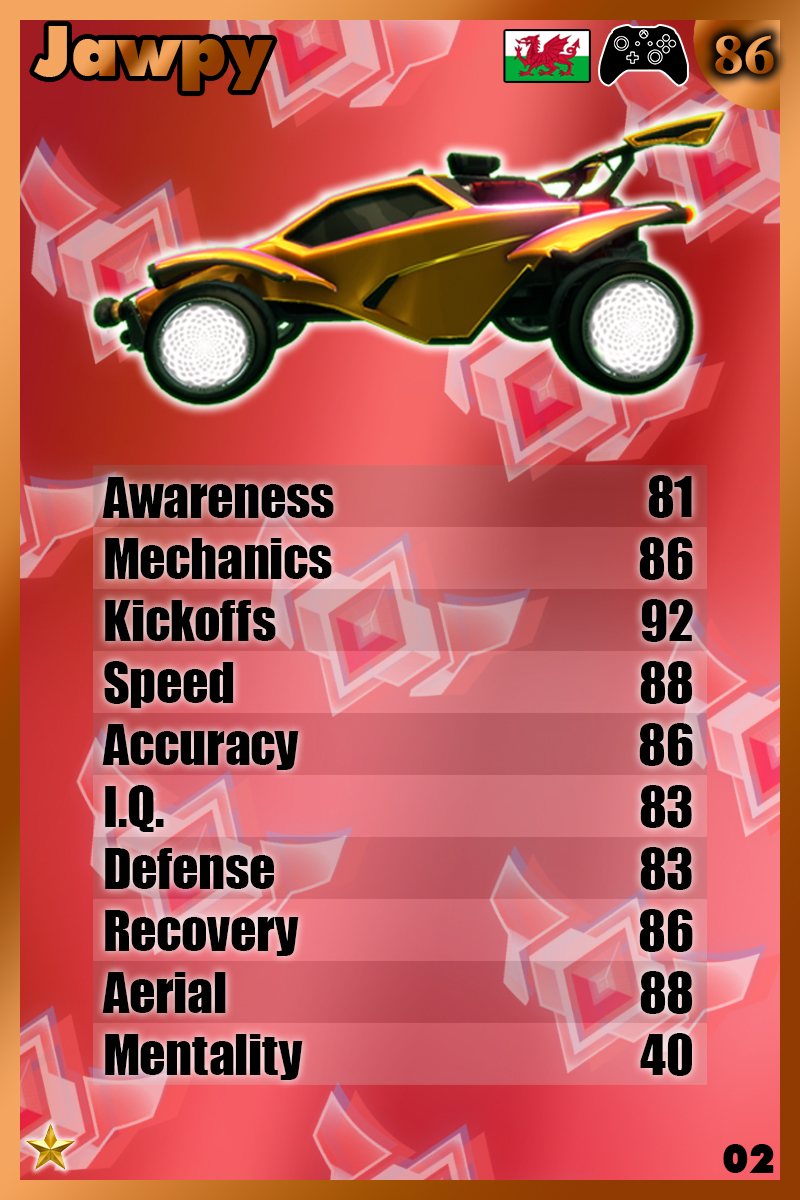 Jawpy 86
Awareness 81
Mechanics 86
Kickoffs 92
Speed 88
Accuracy 86
I.Q. 83
Defense 83
Recovery 86
Aerial 88
Mentality 40
02